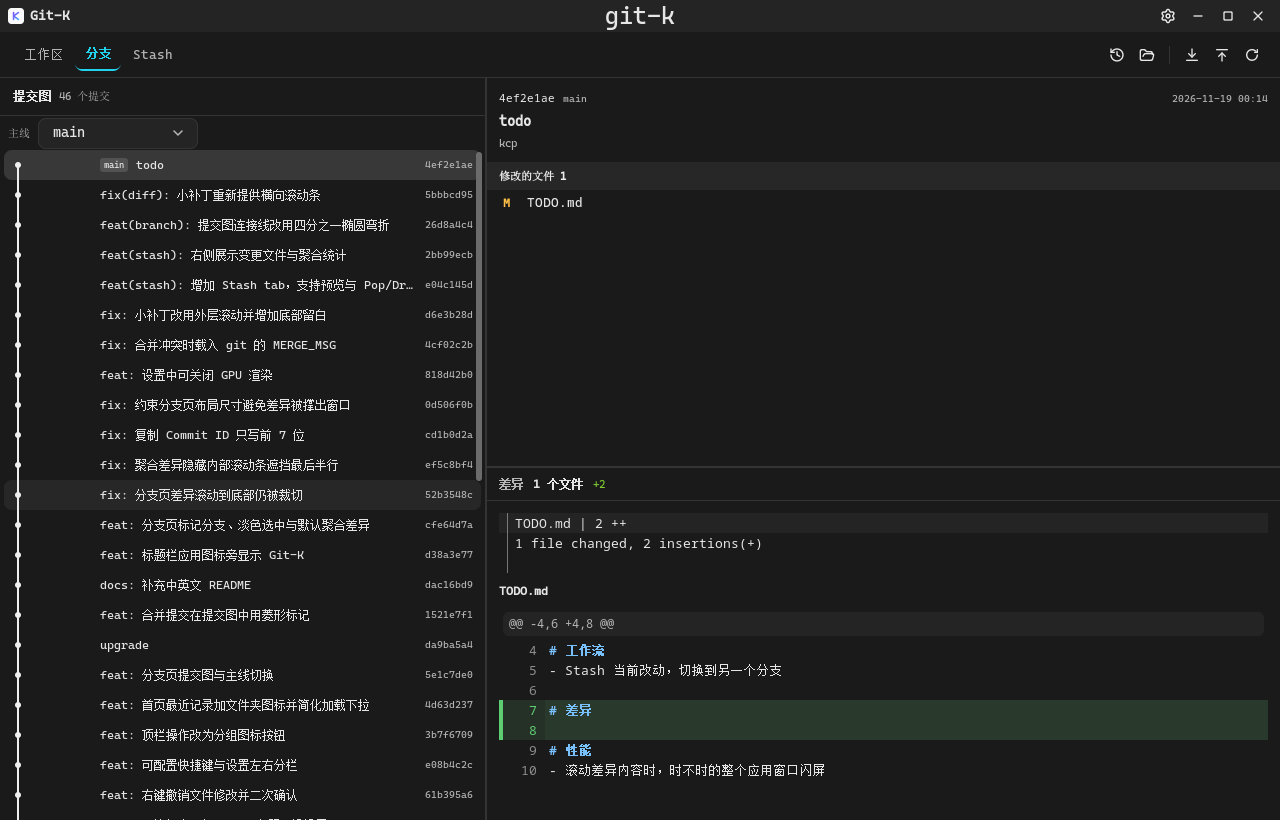 Git-K
git-k
工作区 分支 Stash
提交图 46 个提交
主线 main
main todo 4ef2e1ae
fix(diff): 小补丁重新提供横向滚动条 5bbbcd95
feat(branch): 提交图连接线改用四分之一椭圆弯折 26d8a4c4
feat(stash): 右侧展示变更文件与聚合统计 2bb99ecb
feat(stash): 增加 Stash tab，支持预览与 Pop/Dr… e04c145d
fix: 小补丁改用外层滚动并增加底部留白 d6e3b28d
fix: 合并冲突时载入 git 的 MERGE_MSG 4cf02c2b
feat: 设置中可关闭 GPU 渲染 818d42b0
fix: 约束分支页布局尺寸避免差异被撑出窗口 0d506f0b
fix: 复制 Commit ID 只写前 7 位 cd1b0d2a
fix: 聚合差异隐藏内部滚动条遮挡最后半行 ef5c8bf4
fix: 分支页差异滚动到底部仍被裁切 52b3548c
feat: 分支页标记分支、淡色选中与默认聚合差异 cfe64d7a
feat: 标题栏应用图标旁显示 Git-K d38a3e77
docs: 补充中英文 README dac16bd9
feat: 合并提交在提交图中用菱形标记 1521e7f1
upgrade da9ba5a4
feat: 分支页提交图与主线切换 5e1c7de0
feat: 首页最近记录加文件夹图标并简化加载下拉 4d63d237
feat: 顶栏操作改为分组图标按钮 3b7f6709
feat: 可配置快捷键与设置左右分栏 e08b4c2c
feat: 右键撤销文件修改并二次确认 61b395a6
4ef2e1ae main 2026-11-19 00:14
todo
kcp
修改的文件 1
M TODO.md
差异 1 个文件 +2
TODO.md | 2 ++
1 file changed, 2 insertions(+)
TODO.md
@@ -4,6 +4,8 @@
4 # 工作流
5 - Stash 当前改动，切换到另一个分支
6
7 # 差异
8
9 # 性能
10 - 滚动差异内容时，时不时的整个应用窗口闪屏